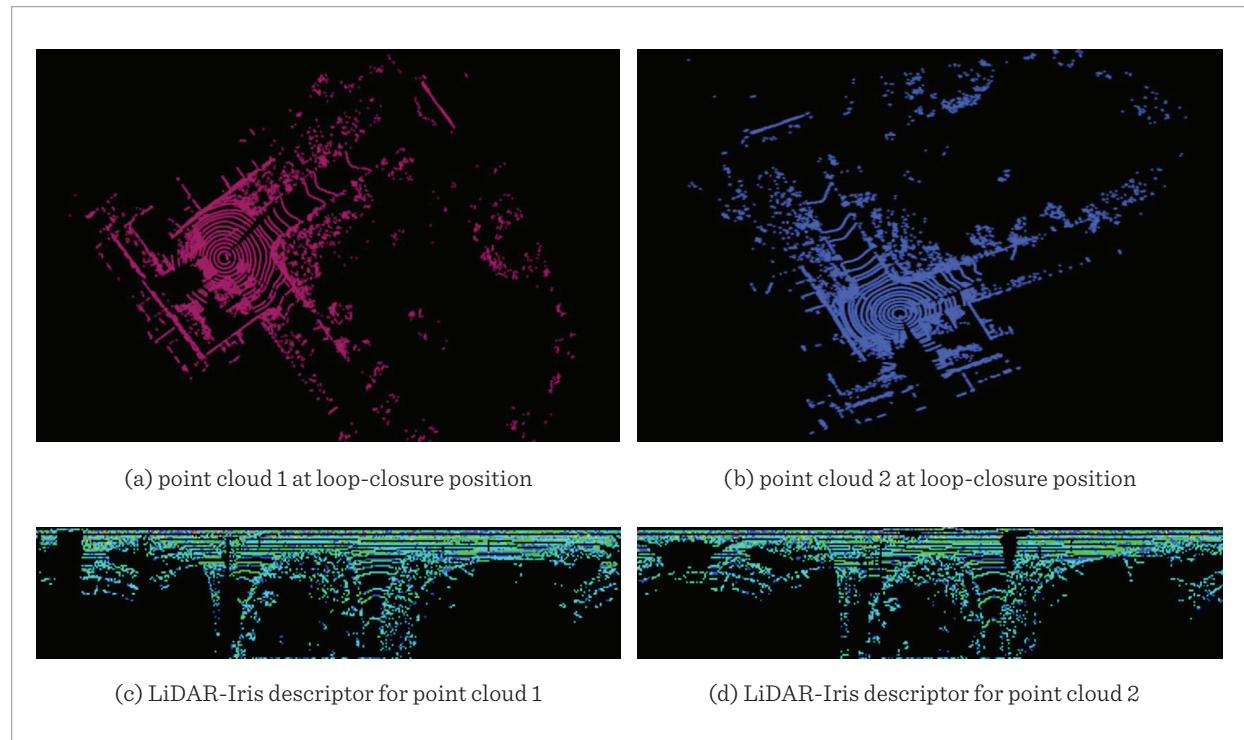 (a) point cloud 1 at loop-closure position
(b) point cloud 2 at loop-closure position
(c) LiDAR-Iris descriptor for point cloud 1
(d) LiDAR-Iris descriptor for point cloud 2